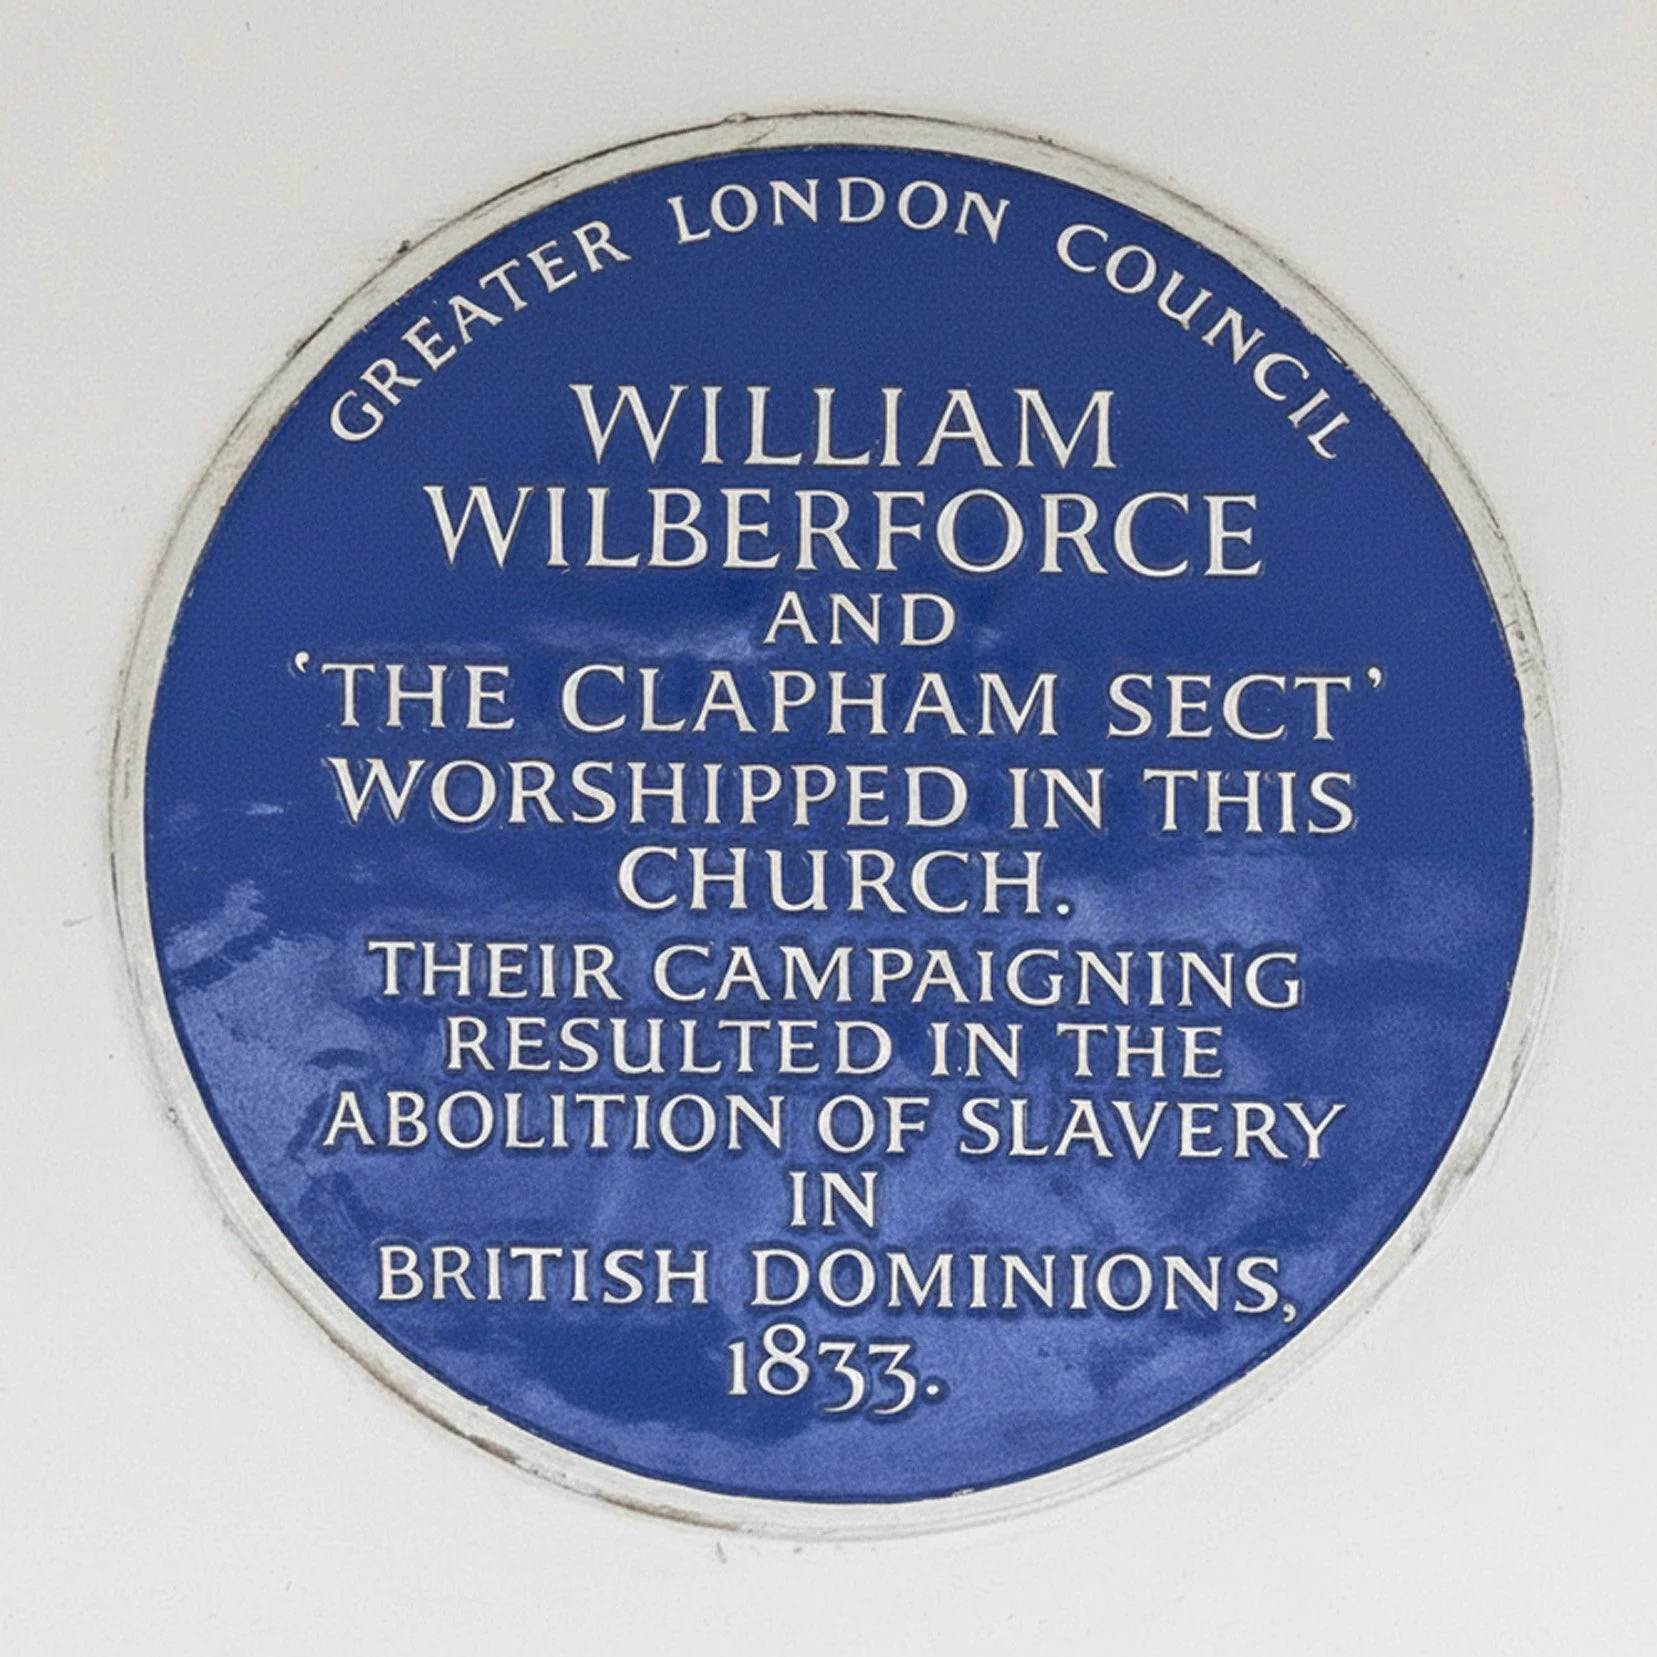 GREATER LONDON COUNCIL
WILLIAM
WILBERFORCE
AND
‘THE CLAPHAM SECT’
WORSHIPPED IN THIS
CHURCH.
THEIR CAMPAIGNING
RESULTED IN THE
ABOLITION OF SLAVERY
IN
BRITISH DOMINIONS,
1833.